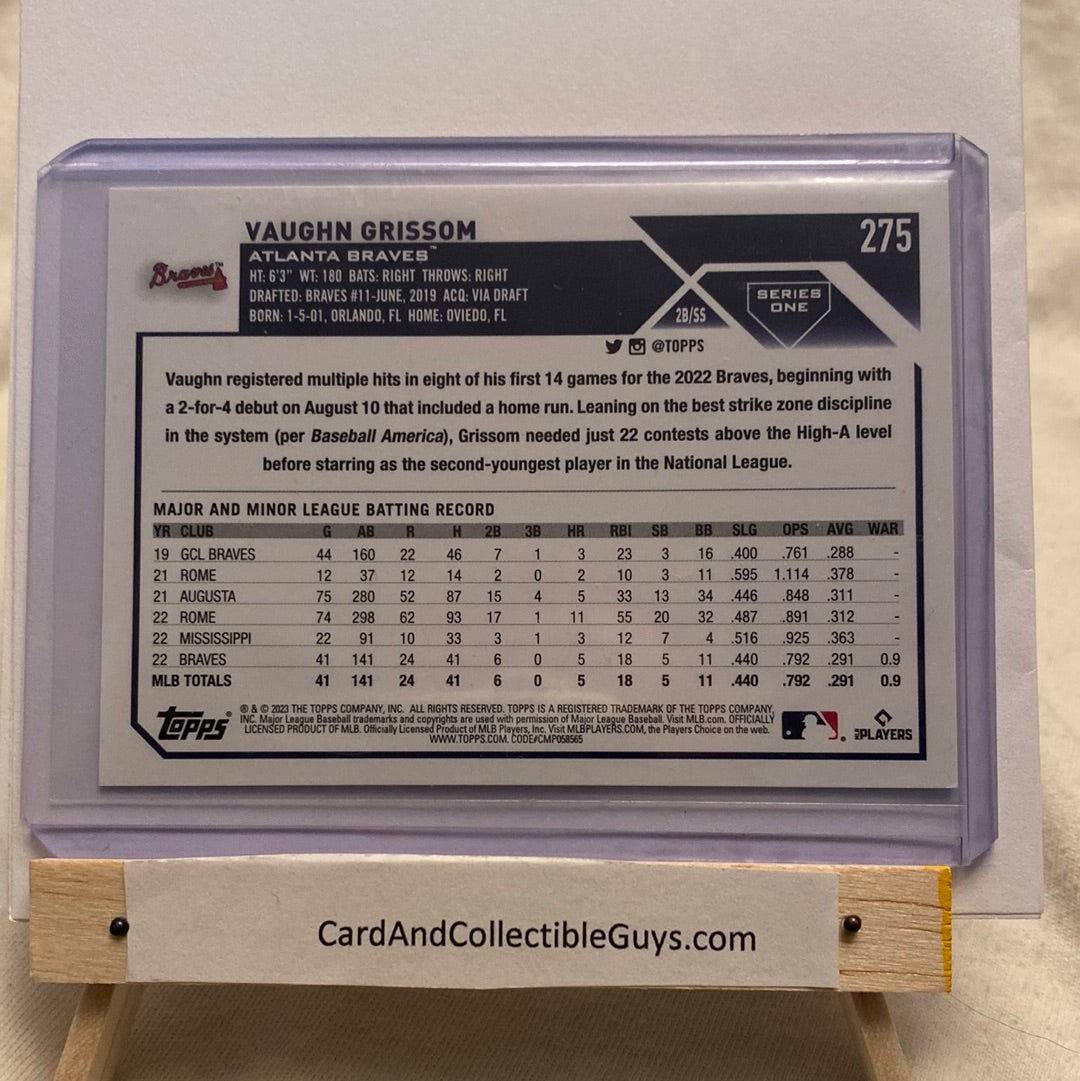 VAUGHN GRISSOM
275
Braves™
ATLANTA BRAVES™
HT: 6'3" WT: 180 BATS: RIGHT THROWS: RIGHT
DRAFTED: BRAVES #11-JUNE, 2019 ACQ: VIA DRAFT
BORN: 1-5-01, ORLANDO, FL HOME: OVIEDO, FL
2B/SS
SERIES
ONE
@TOPPS
Vaughn registered multiple hits in eight of his first 14 games for the 2022 Braves, beginning with
a 2-for-4 debut on August 10 that included a home run. Leaning on the best strike zone discipline
in the system (per Baseball America), Grissom needed just 22 contests above the High-A level
before starring as the second-youngest player in the National League.
MAJOR AND MINOR LEAGUE BATTING RECORD
YR CLUB G AB R H 2B 3B HR RBI SB BB SLG OPS AVG WAR
19 GCL BRAVES 44 160 22 46 7 1 3 23 3 16 .400 .761 .288 -
21 ROME 12 37 12 14 2 0 2 10 3 11 .595 1.114 .378 -
21 AUGUSTA 75 280 52 87 15 4 5 33 13 34 .446 .848 .311 -
22 ROME 74 298 62 93 17 1 11 55 20 32 .487 .891 .312 -
22 MISSISSIPPI 22 91 10 33 3 1 3 12 7 4 .516 .925 .363 -
22 BRAVES 41 141 24 41 6 0 5 18 5 11 .440 .792 .291 0.9
MLB TOTALS 41 141 24 41 6 0 5 18 5 11 .440 .792 .291 0.9
Topps®
® & © 2023 THE TOPPS COMPANY, INC. ALL RIGHTS RESERVED. TOPPS IS A REGISTERED TRADEMARK OF THE TOPPS COMPANY,
INC. Major League Baseball trademarks and copyrights are used with permission of Major League Baseball. Visit MLB.com. OFFICIALLY
LICENSED PRODUCT OF MLB. Officially Licensed Product of MLB Players, Inc. Visit MLBPLAYERS.COM, the Players Choice on the web.
WWW.TOPPS.COM. CODE#CMP058565
MLB PLAYERS
CardAndCollectibleGuys.com